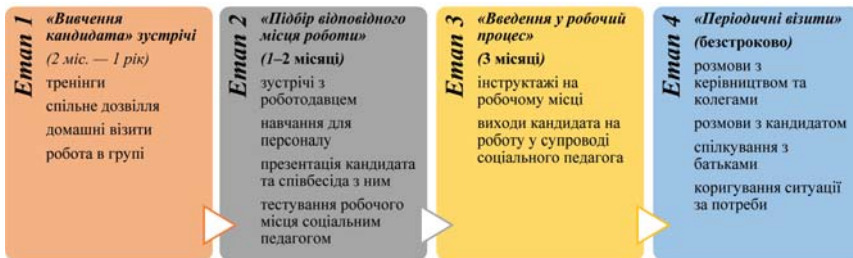 Етап 1
«Вивчення
кандидата» зустрічі
(2 міс. — 1 рік)
тренінги
спільне дозвілля
домашні візити
робота в групі
Етап 2
«Підбір відповідного
місця роботи»
(1–2 місяці)
зустрічі з
роботодавцем
навчання для
персоналу
презентація кандидата
та співбесіда з ним
тестування робочого
місця соціальним
педагогом
Етап 3
«Введення у робочий
процес»
(3 місяці)
інструктажі на
робочому місці
виходи кандидата на
роботу у супроводі
соціального педагога
Етап 4
«Періодичні візити»
(безстроково)
розмови з
керівництвом та
колегами
розмови з кандидатом
спілкування з
батьками
коригування ситуації
за потреби